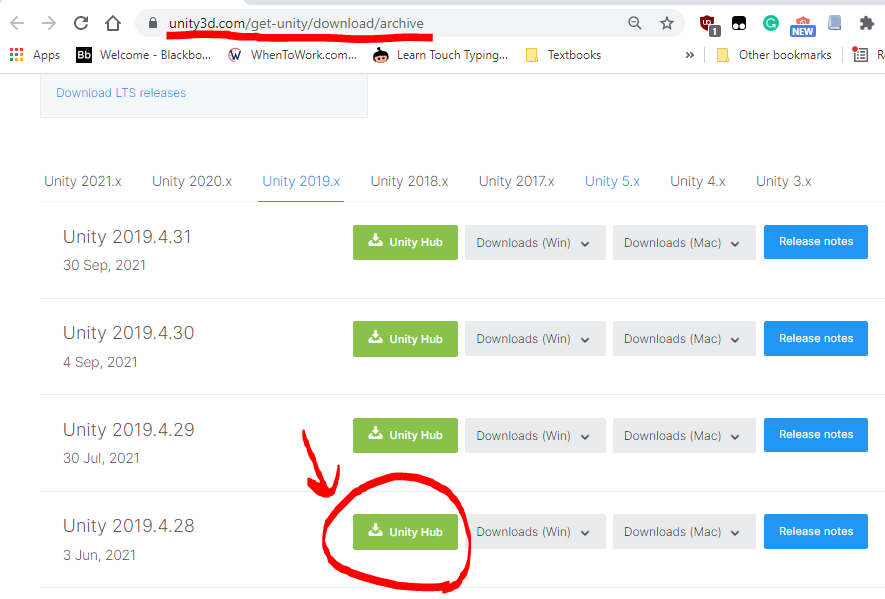 unity3d.com/get-unity/download/archive
1
NEW
Apps
Bb Welcome - Blackbo...
W WhenToWork.com...
Learn Touch Typing...
Textbooks
»
Other bookmarks
Download LTS releases
Unity 2021.x Unity 2020.x Unity 2019.x Unity 2018.x Unity 2017.x Unity 5.x Unity 4.x Unity 3.x
Unity 2019.4.31
Unity Hub Downloads (Win) Downloads (Mac) Release notes
30 Sep, 2021
Unity 2019.4.30
Unity Hub Downloads (Win) Downloads (Mac) Release notes
4 Sep, 2021
Unity 2019.4.29
Unity Hub Downloads (Win) Downloads (Mac) Release notes
30 Jul, 2021
Unity 2019.4.28
Unity Hub Downloads (Win) Downloads (Mac) Release notes
3 Jun, 2021